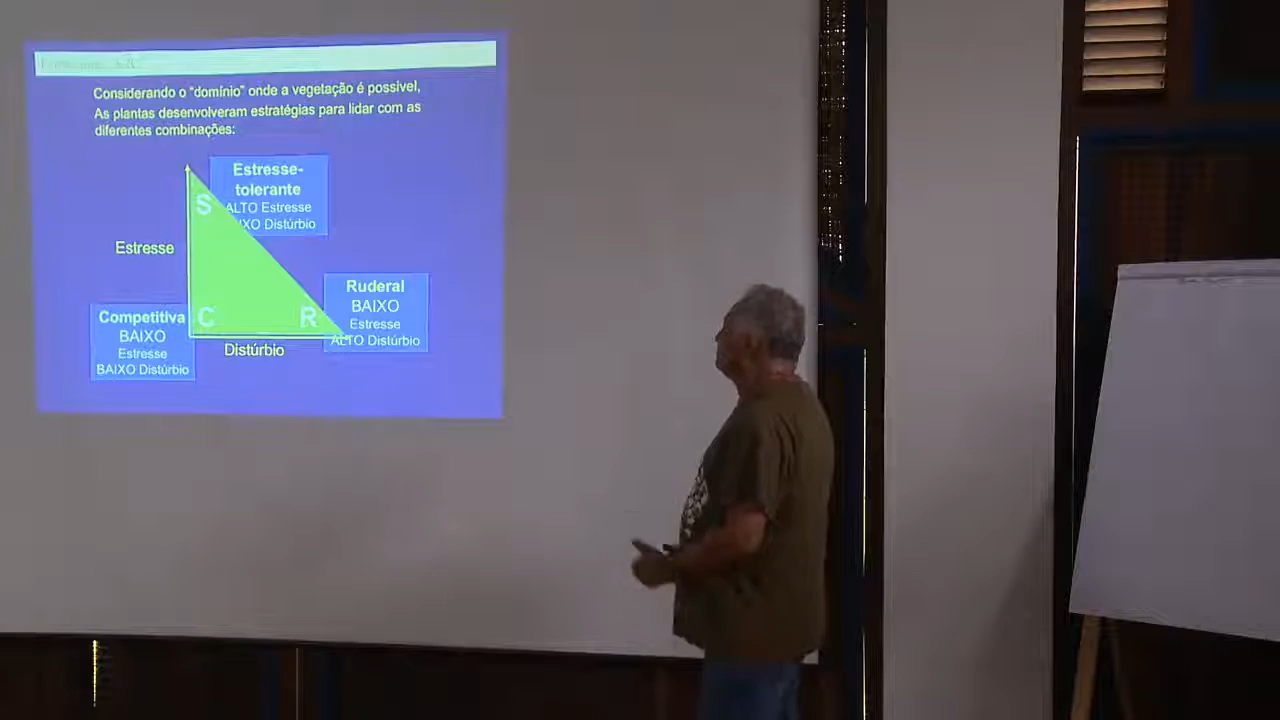 Considerando o “domínio” onde a vegetação é possível,
As plantas desenvolveram estratégias para lidar com as
diferentes combinações:
Estresse-
tolerante
ALTO Estresse
IXO Distúrbio
S
Estresse
Ruderal
BAIXO
Estresse
ALTO Distúrbio
Competitiva
BAIXO
Estresse
BAIXO Distúrbio
C
R
Distúrbio